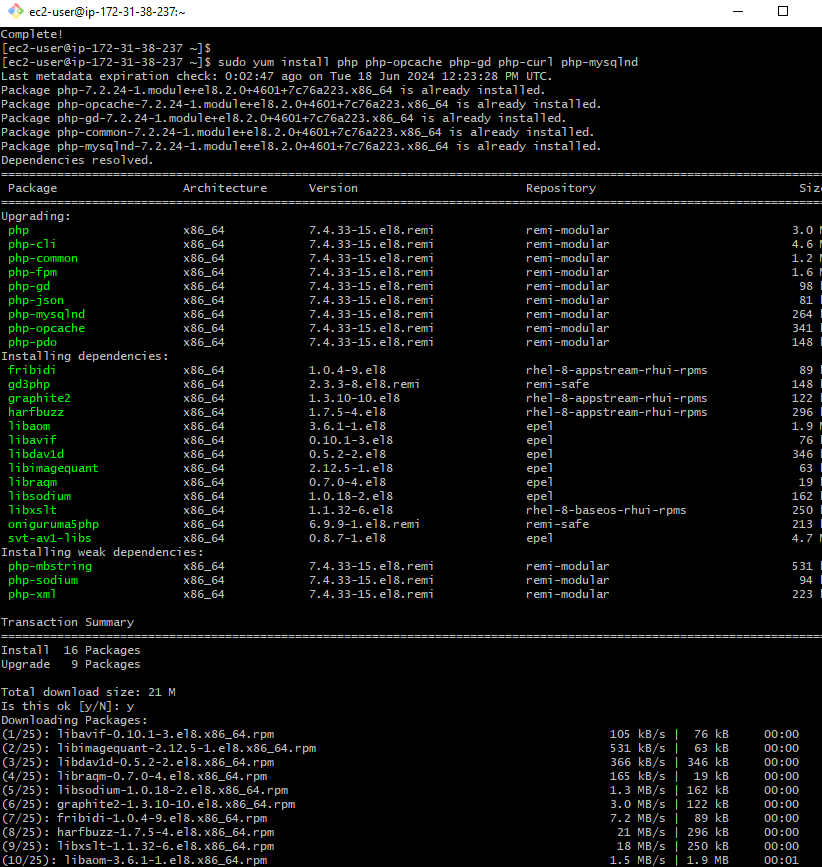 ec2-user@ip-172-31-38-237:~
Complete!
[ec2-user@ip-172-31-38-237 ~]$
[ec2-user@ip-172-31-38-237 ~]$ sudo yum install php php-opcache php-gd php-curl php-mysqlnd
Last metadata expiration check: 0:02:47 ago on Tue 18 Jun 2024 12:23:28 PM UTC.
Package php-7.2.24-1.module+el8.2.0+4601+7c76a223.x86_64 is already installed.
Package php-opcache-7.2.24-1.module+el8.2.0+4601+7c76a223.x86_64 is already installed.
Package php-gd-7.2.24-1.module+el8.2.0+4601+7c76a223.x86_64 is already installed.
Package php-common-7.2.24-1.module+el8.2.0+4601+7c76a223.x86_64 is already installed.
Package php-mysqlnd-7.2.24-1.module+el8.2.0+4601+7c76a223.x86_64 is already installed.
Dependencies resolved.
Package Architecture Version Repository Size
Upgrading:
php x86_64 7.4.33-15.el8.remi remi-modular 3.0 M
php-cli x86_64 7.4.33-15.el8.remi remi-modular 4.6 M
php-common x86_64 7.4.33-15.el8.remi remi-modular 1.2 M
php-fpm x86_64 7.4.33-15.el8.remi remi-modular 1.6 M
php-gd x86_64 7.4.33-15.el8.remi remi-modular 98
php-json x86_64 7.4.33-15.el8.remi remi-modular 81
php-mysqlnd x86_64 7.4.33-15.el8.remi remi-modular 264
php-opcache x86_64 7.4.33-15.el8.remi remi-modular 341
php-pdo x86_64 7.4.33-15.el8.remi remi-modular 148
Installing dependencies:
fribidi x86_64 1.0.4-9.el8 rhel-8-appstream-rhui-rpms 89
gd3php x86_64 2.3.3-8.el8.remi remi-safe 148
graphite2 x86_64 1.3.10-10.el8 rhel-8-appstream-rhui-rpms 122
harfbuzz x86_64 1.7.5-4.el8 rhel-8-appstream-rhui-rpms 296
libaom x86_64 3.6.1-1.el8 epel 1.9 M
libavif x86_64 0.10.1-3.el8 epel 76
libdav1d x86_64 0.5.2-2.el8 epel 346
libimagequant x86_64 2.12.5-1.el8 epel 63
libraqm x86_64 0.7.0-4.el8 epel 19
libsodium x86_64 1.0.18-2.el8 epel 162
libxslt x86_64 1.1.32-6.el8 rhel-8-baseos-rhui-rpms 250
oniguruma5php x86_64 6.9.9-1.el8.remi remi-safe 213
svt-av1-libs x86_64 0.8.7-1.el8 epel 4.7 M
Installing weak dependencies:
php-mbstring x86_64 7.4.33-15.el8.remi remi-modular 531
php-sodium x86_64 7.4.33-15.el8.remi remi-modular 94
php-xml x86_64 7.4.33-15.el8.remi remi-modular 223
Transaction Summary
Install 16 Packages
Upgrade 9 Packages
Total download size: 21 M
Is this ok [y/N]: y
Downloading Packages:
(1/25): libavif-0.10.1-3.el8.x86_64.rpm 105 kB/s | 76 kB 00:00
(2/25): libimagequant-2.12.5-1.el8.x86_64.rpm 531 kB/s | 63 kB 00:00
(3/25): libdav1d-0.5.2-2.el8.x86_64.rpm 366 kB/s | 346 kB 00:00
(4/25): libraqm-0.7.0-4.el8.x86_64.rpm 165 kB/s | 19 kB 00:00
(5/25): libsodium-1.0.18-2.el8.x86_64.rpm 1.3 MB/s | 162 kB 00:00
(6/25): graphite2-1.3.10-10.el8.x86_64.rpm 3.0 MB/s | 122 kB 00:00
(7/25): fribidi-1.0.4-9.el8.x86_64.rpm 7.2 MB/s | 89 kB 00:00
(8/25): harfbuzz-1.7.5-4.el8.x86_64.rpm 21 MB/s | 296 kB 00:00
(9/25): libxslt-1.1.32-6.el8.x86_64.rpm 18 MB/s | 250 kB 00:00
(10/25): libaom-3.6.1-1.el8.x86_64.rpm 1.5 MB/s | 1.9 MB 00:01